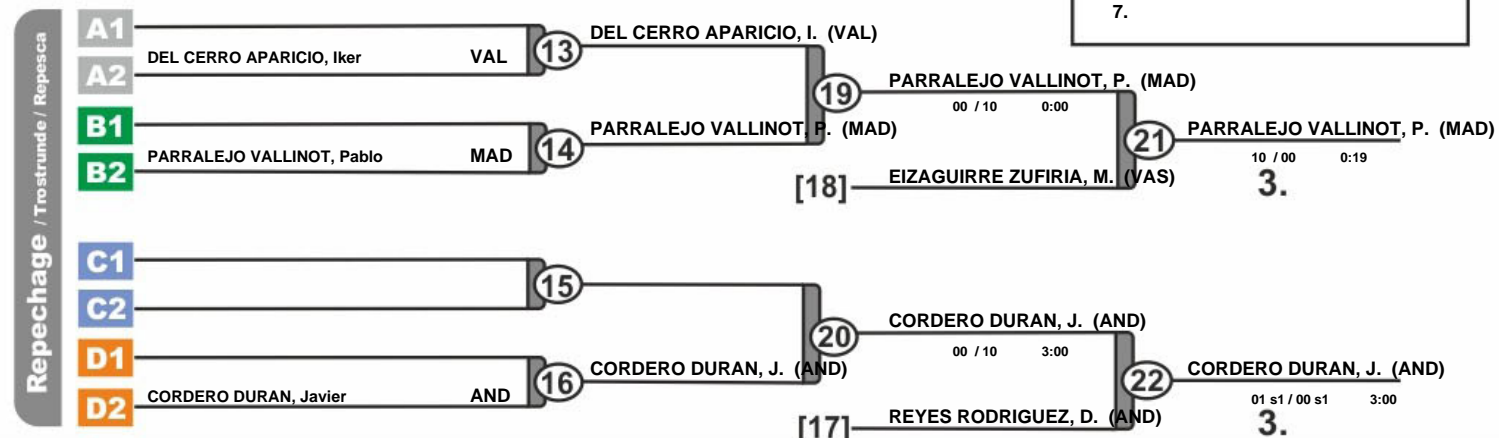 7.
Repechage / Trostrunde / Repesca
A1
DEL CERRO APARICIO, Iker VAL
A2
13
DEL CERRO APARICIO, I. (VAL)
B1
PARRALEJO VALLINOT, Pablo MAD
B2
14
PARRALEJO VALLINOT, P. (MAD)
19
PARRALEJO VALLINOT, P. (MAD)
00 / 10 0:00
[18]
EIZAGUIRRE ZUFIRIA, M. (VAS)
21
PARRALEJO VALLINOT, P. (MAD)
10 / 00 0:19
3.
C1
C2
15
D1
CORDERO DURAN, Javier AND
D2
16
CORDERO DURAN, J. (AND)
20
CORDERO DURAN, J. (AND)
00 / 10 3:00
[17]
REYES RODRIGUEZ, D. (AND)
22
CORDERO DURAN, J. (AND)
01 s1 / 00 s1 3:00
3.